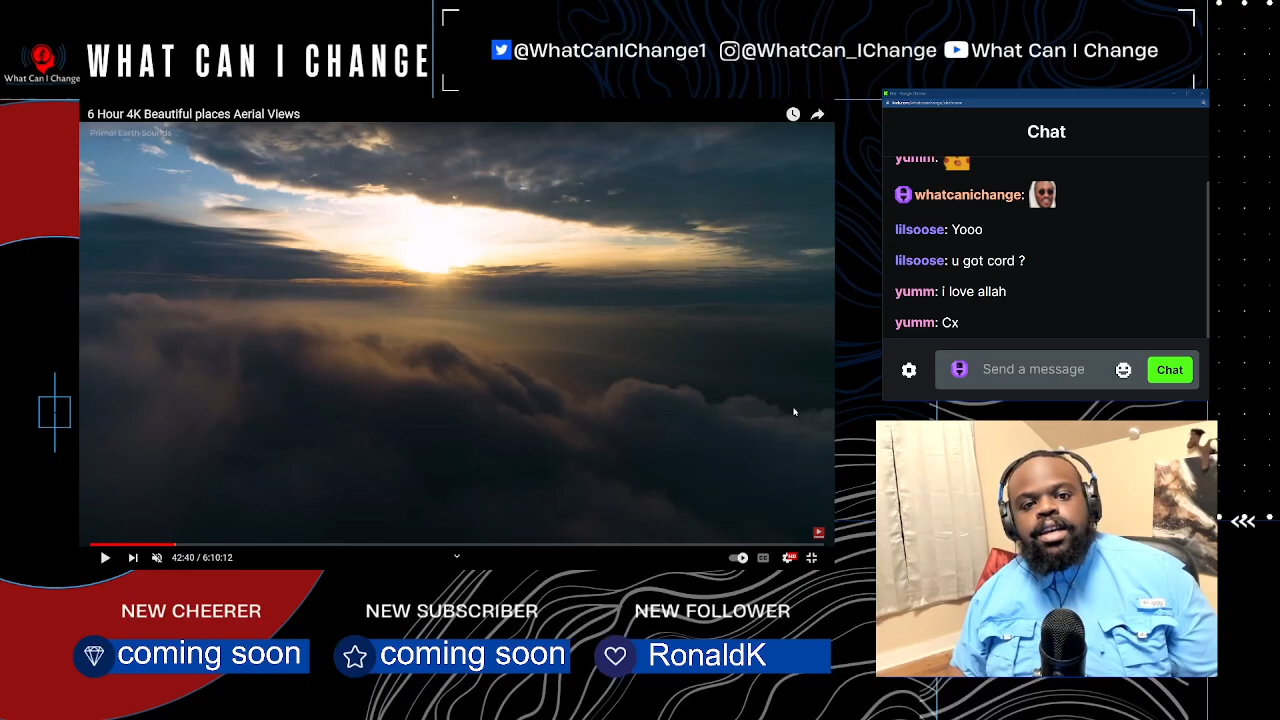 What Can I Change
WHAT CAN I CHANGE
@WhatCanIChange1 @WhatCan_IChange What Can I Change
6 Hour 4K Beautiful places Aerial Views
Primal Earth Sounds
Chat
yumm:
whatcanichange:
lilsoose: Yooo
lilsoose: u got cord ?
yumm: i love allah
yumm: Cx
Send a message
Chat
42:40 / 6:10:12
CC
HD
NEW CHEERER
NEW SUBSCRIBER
NEW FOLLOWER
coming soon
coming soon
RonaldK